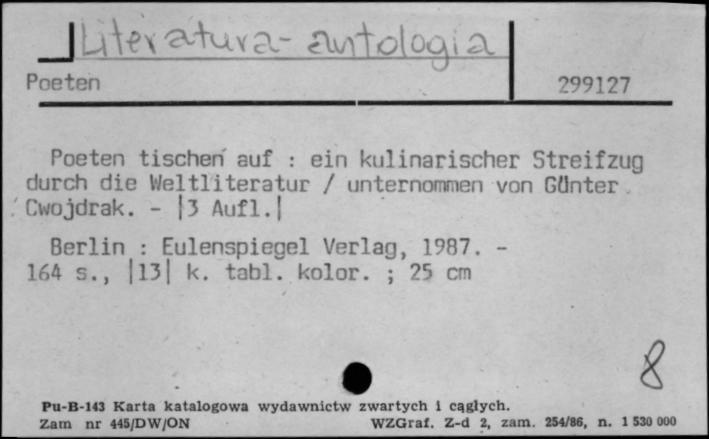 Literatura - antologia
Poeten 299127
Poeten tischen auf : ein kulinarischer Streifzug
durch die Weltliteratur / unternommen von Günter
Cwojdrak. - |3 Aufl.|
Berlin : Eulenspiegel Verlag, 1987. -
164 s., |13| k. tabl. kolor. ; 25 cm
8
Pu-B-143 Karta katalogowa wydawnictw zwartych i cągłych.
Zam nr 445/DW/ON WZGraf. Z-d 2, zam. 254/86, n. 1 530 000